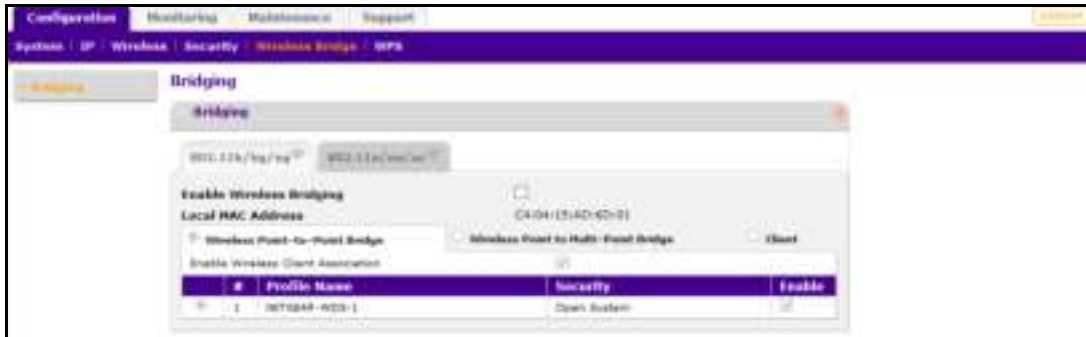 Configuration Monitoring Maintenance Support
System IP Wireless Security Wireless Bridge WPS
Bridging
Bridging
Bridging
802.11b/bg/ng
Enable Wireless Bridging
Local MAC Address
Wireless Point-to-Point Bridge Wireless Point to Multi-Point Bridge Client
Enable Wireless Client Association
# Profile Name Security Enable
1 NETGEAR-WDS-1 Open System